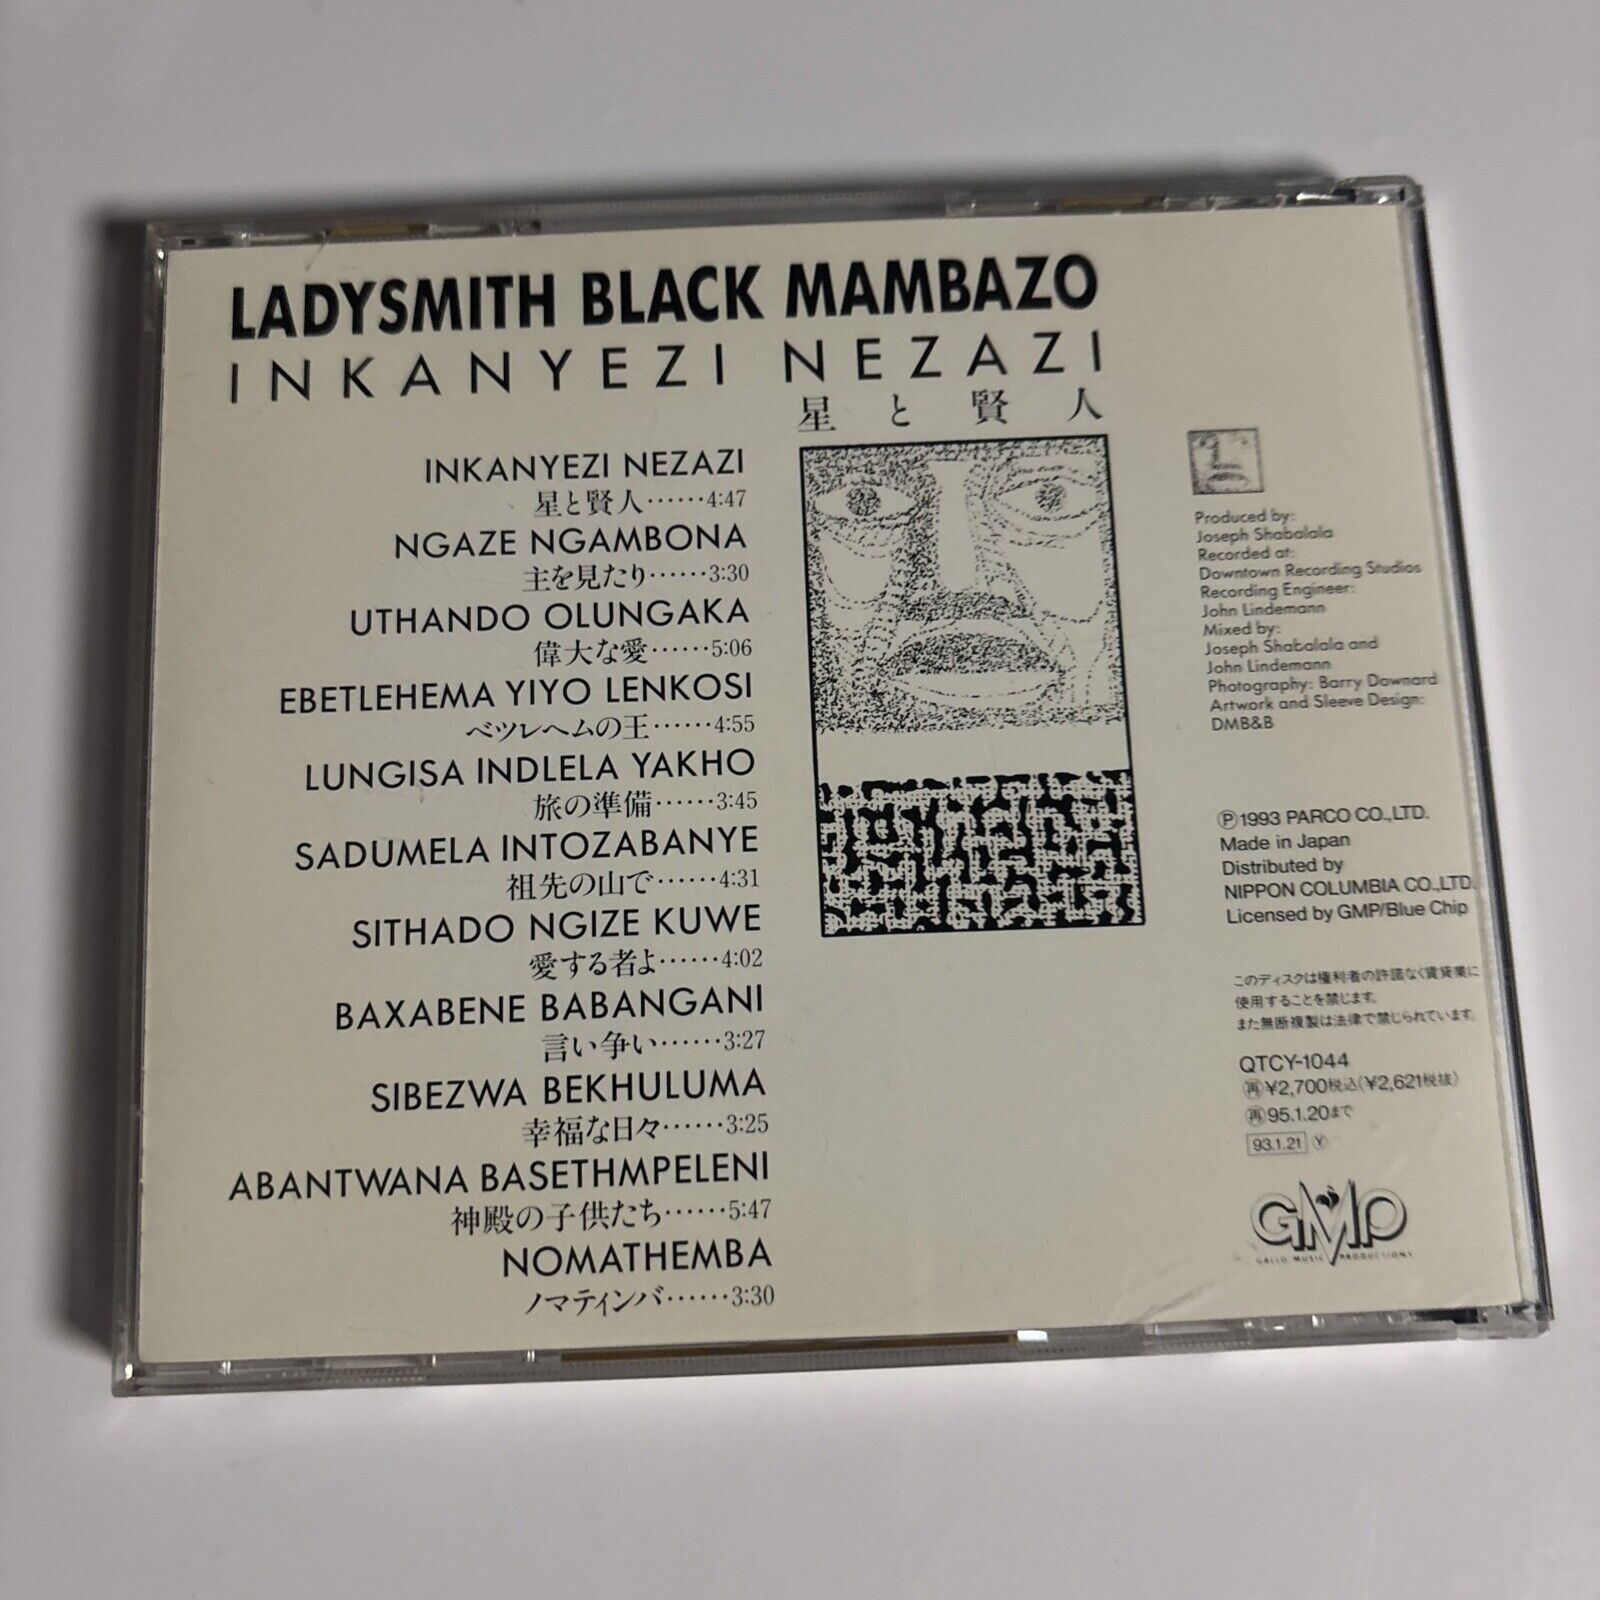 LADYSMITH BLACK MAMBAZO
INKANYEZI NEZAZI
星と賢人
INKANYEZI NEZAZI
星と賢人……4:47
NGAZE NGAMBONA
主を見たり……3:30
UTHANDO OLUNGAKA
偉大な愛……5:06
EBETLEHEMA YIYO LENKOSI
ベツレヘムの王……4:55
LUNGISA INDLELA YAKHO
旅の準備……3:45
SADUMELA INTOZABANYE
祖先の山で……4:31
SITHADO NGIZE KUWE
愛する者よ……4:02
BAXABENE BABANGANI
言い争い……3:27
SIBEZWA BEKHULUMA
幸福な日々……3:25
ABANTWANA BASETHMPELENI
神殿の子供たち……5:47
NOMATHEMBA
ノマティンバ……3:30
Produced by:
Joseph Shabalala
Recorded at:
Downtown Recording Studios
Recording Engineer:
John Lindemann
Mixed by:
Joseph Shabalala and
John Lindemann
Photography: Barry Downard
Artwork and Sleeve Design:
DMB&B
Ⓟ1993 PARCO CO.,LTD.
Made in Japan
Distributed by
NIPPON COLUMBIA CO.,LTD.
Licensed by GMP/Blue Chip
このディスクは権利者の許諾なく賃貸業に
使用することを禁じます。
また無断複製は法律で禁じられています。
QTCY-1044
㊢¥2,700税込(¥2,621税抜)
再95.1.20まで
93.1.21 Ⓨ
GMP
GALLO MUSIC PRODUCTIONS